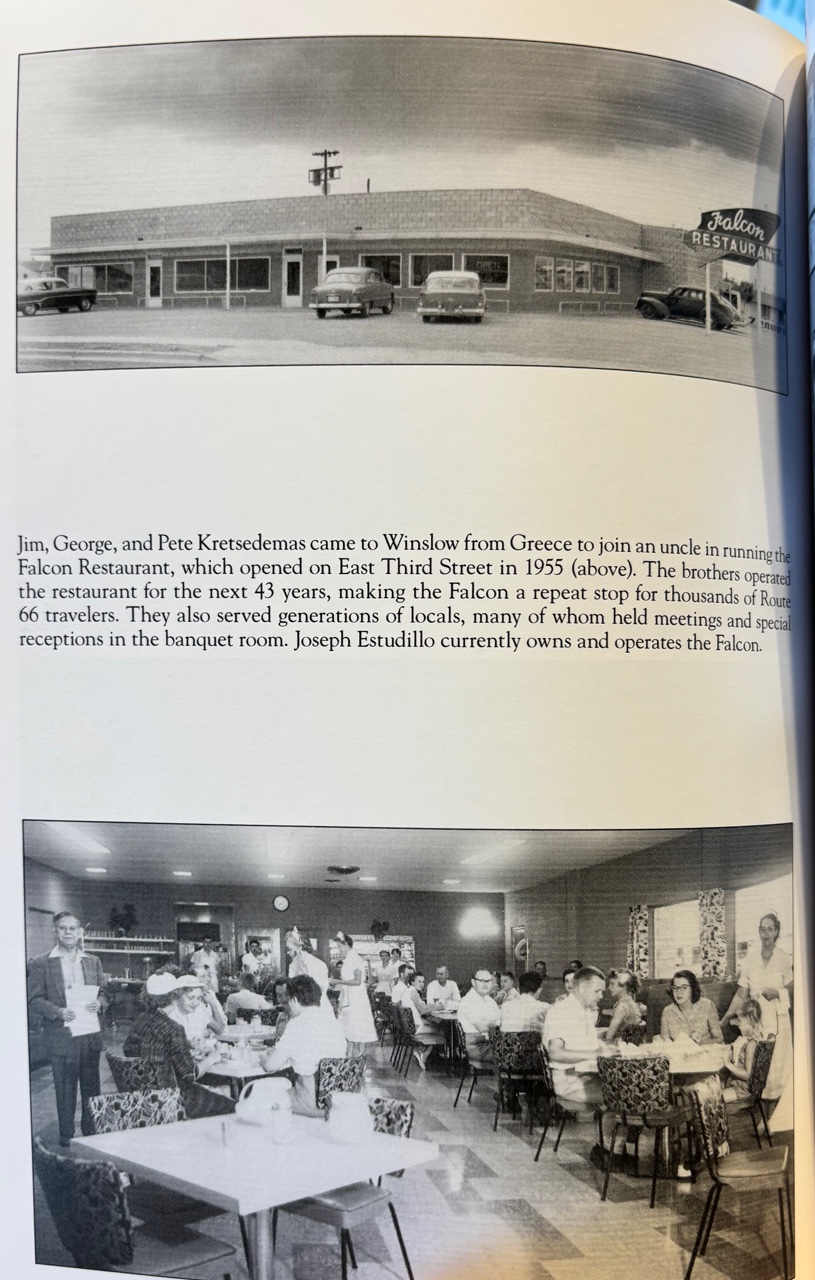 Falcon
RESTAURANT
Jim, George, and Pete Kretsedemas came to Winslow from Greece to join an uncle in running the
Falcon Restaurant, which opened on East Third Street in 1955 (above). The brothers operated
the restaurant for the next 43 years, making the Falcon a repeat stop for thousands of Route
66 travelers. They also served generations of locals, many of whom held meetings and special
receptions in the banquet room. Joseph Estudillo currently owns and operates the Falcon.